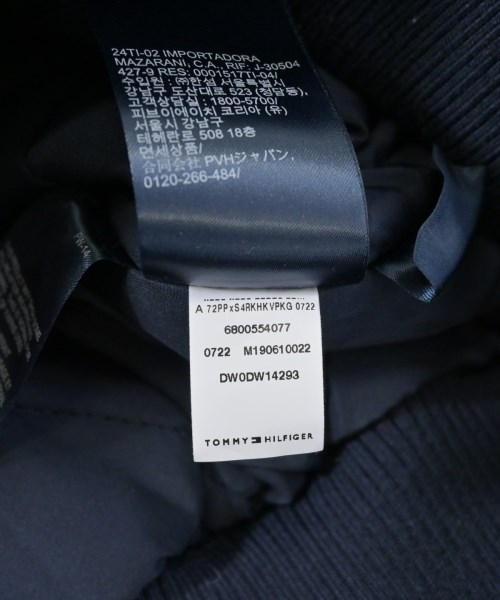 24TI-02 IMPORTADORA
MAZARANI, C.A., RIF: J-30504
427-9 RES: 0001517TI-04/
수입원 : ㈜한섬 서울특별시
강남구 도산대로 523 (청담동),
고객상담실 : 1800-5700/
피브이에이치 코리아 (유)
서울시 강남구
테헤란로 508 18층
면세상품/
合同会社 PVHジャパン,
0120-266-484/
A 72PPxS4RKHKVPKG 0722
6800554077
0722 M190610022
DW0DW14293
TOMMY HILFIGER